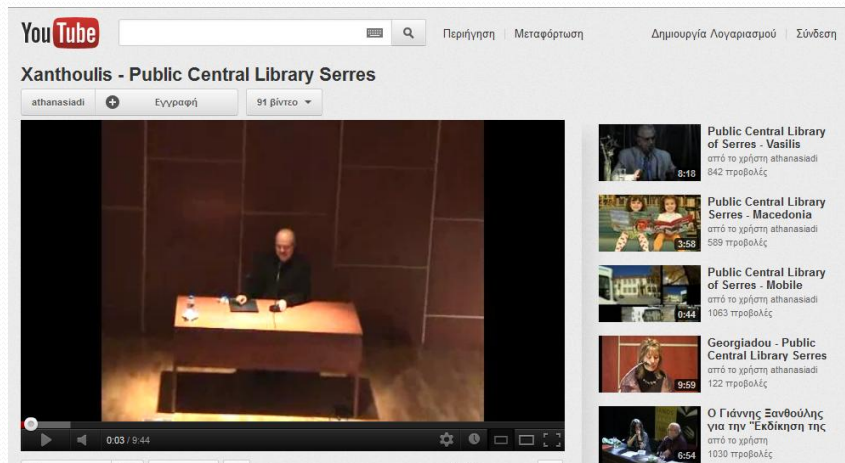 YouTube
Περιήγηση | Μεταφόρτωση
Δημιουργία Λογαριασμού | Σύνδεση
Xanthoulis - Public Central Library Serres
athanasiadi
Εγγραφή
91 βίντεο
0:03 / 9:44
Public Central Library
of Serres - Vasilis
από το χρήστη athanasiadi
842 προβολές
8:18
Public Central Library
Serres - Macedonia
από το χρήστη athanasiadi
589 προβολές
3:58
Public Central Library
of Serres - Mobile
από το χρήστη athanasiadi
1063 προβολές
0:44
Georgiadou - Public
Central Library Serres
από το χρήστη athanasiadi
122 προβολές
9:59
Ο Γιάννης Ξανθούλης
για την "Εκδίκηση της
από το χρήστη
1030 προβολές
6:54